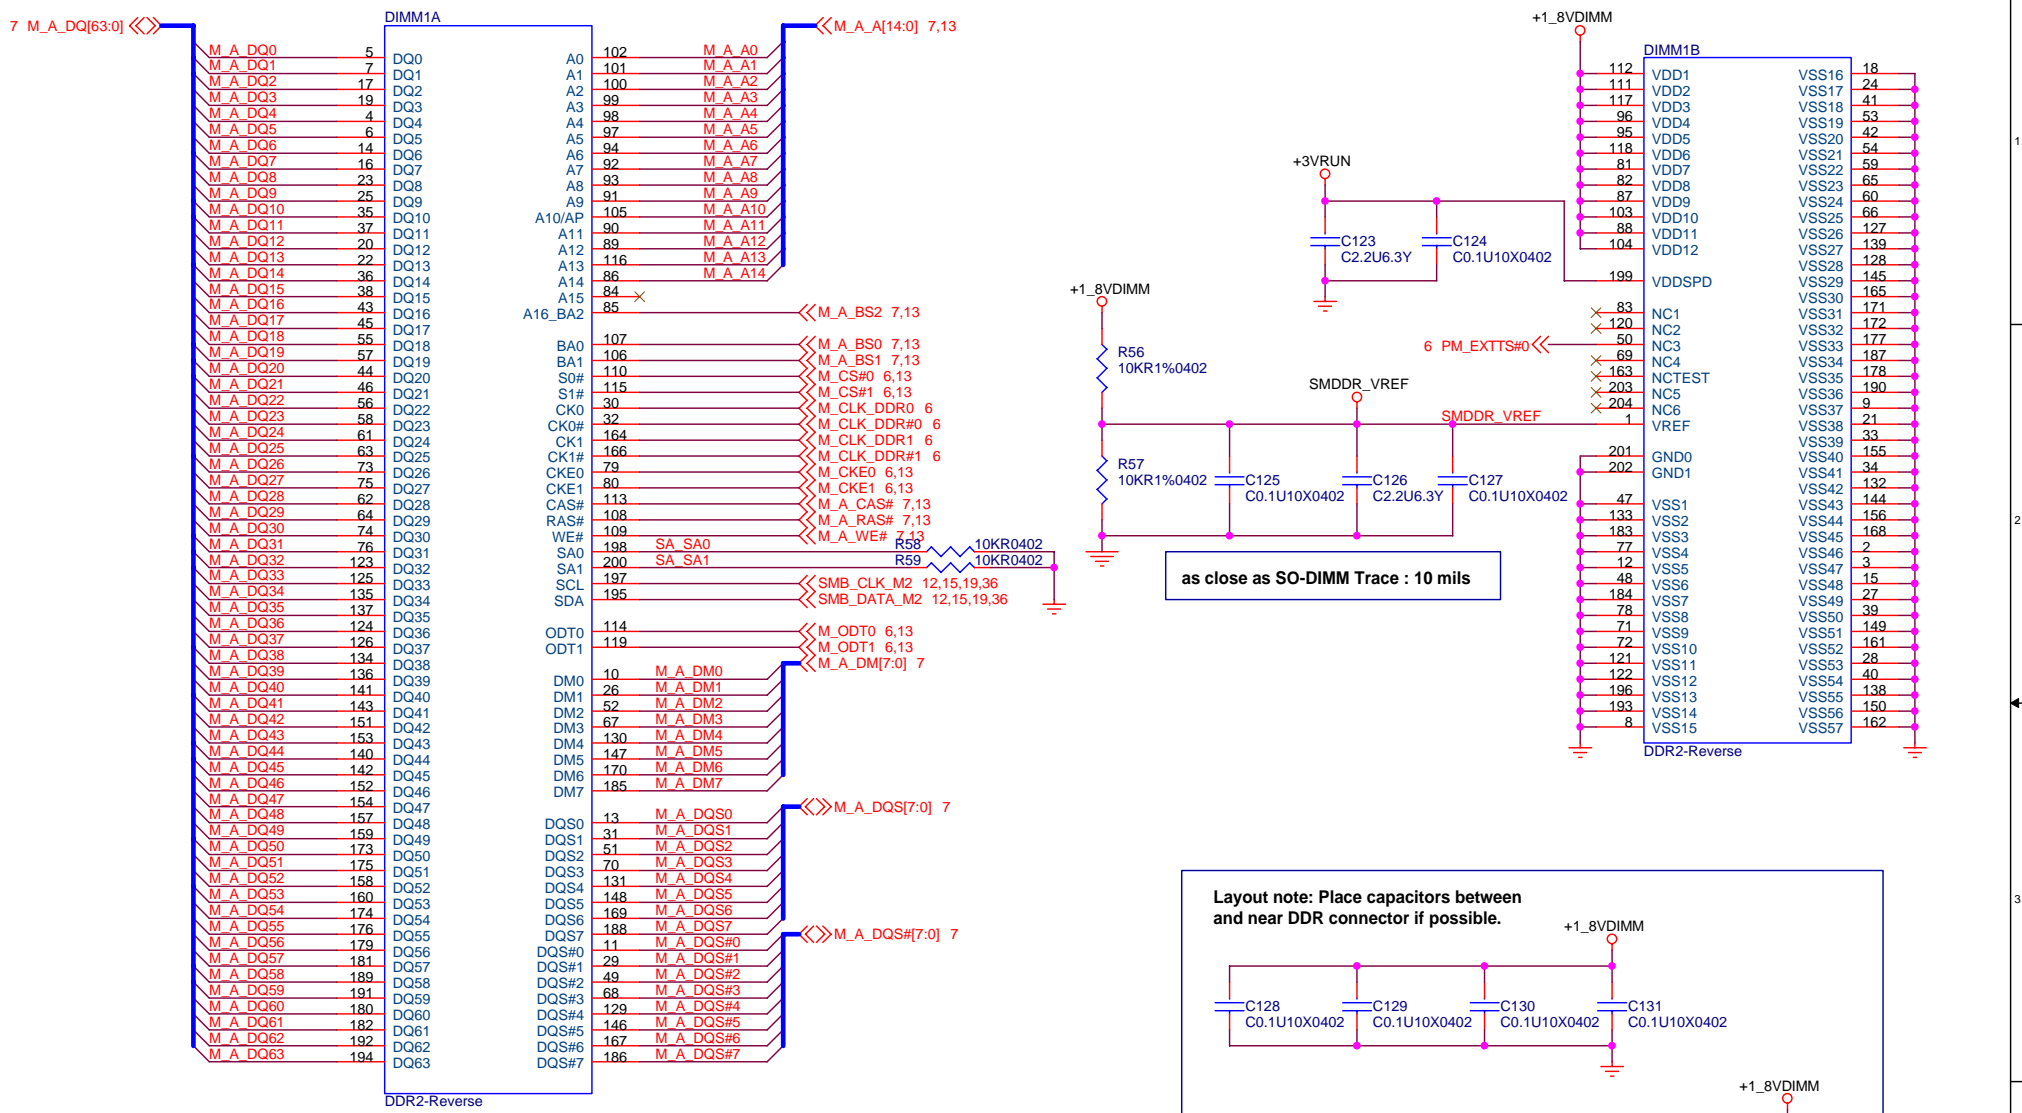 7 M_A_DQ[63:0]
DIMM1A
M_A_A[14:0] 7,13
M_A_DQ0 5 DQ0 A0 102 M_A_A0
M_A_DQ1 7 DQ1 A1 101 M_A_A1
M_A_DQ2 17 DQ2 A2 100 M_A_A2
M_A_DQ3 19 DQ3 A3 99 M_A_A3
M_A_DQ4 4 DQ4 A4 98 M_A_A4
M_A_DQ5 6 DQ5 A5 97 M_A_A5
M_A_DQ6 14 DQ6 A6 94 M_A_A6
M_A_DQ7 16 DQ7 A7 92 M_A_A7
M_A_DQ8 23 DQ8 A8 93 M_A_A8
M_A_DQ9 25 DQ9 A9 91 M_A_A9
M_A_DQ10 35 DQ10 A10/AP 105 M_A_A10
M_A_DQ11 37 DQ11 A11 90 M_A_A11
M_A_DQ12 20 DQ12 A12 89 M_A_A12
M_A_DQ13 22 DQ13 A13 116 M_A_A13
M_A_DQ14 36 DQ14 A14 86 M_A_A14
M_A_DQ15 38 DQ15 A15 84
M_A_DQ16 43 DQ16 A16_BA2 85 M_A_BS2 7,13
M_A_DQ17 45 DQ17
M_A_DQ18 55 DQ18 BA0 107 M_A_BS0 7,13
M_A_DQ19 57 DQ19 BA1 106 M_A_BS1 7,13
M_A_DQ20 44 DQ20 S0# 110 M_CS#0 6,13
M_A_DQ21 46 DQ21 S1# 115 M_CS#1 6,13
M_A_DQ22 56 DQ22 CK0 30 M_CLK_DDR0 6
M_A_DQ23 58 DQ23 CK0# 32 M_CLK_DDR#0 6
M_A_DQ24 61 DQ24 CK1 164 M_CLK_DDR1 6
M_A_DQ25 63 DQ25 CK1# 166 M_CLK_DDR#1 6
M_A_DQ26 73 DQ26 CKE0 79 M_CKE0 6,13
M_A_DQ27 75 DQ27 CKE1 80 M_CKE1 6,13
M_A_DQ28 62 DQ28 CAS# 113 M_A_CAS# 7,13
M_A_DQ29 64 DQ29 RAS# 108 M_A_RAS# 7,13
M_A_DQ30 74 DQ30 WE# 109 M_A_WE# 7,13
M_A_DQ31 76 DQ31 SA0 198 SA_SA0 R58 10KR0402
M_A_DQ32 123 DQ32 SA1 200 SA_SA1 R59 10KR0402
M_A_DQ33 125 DQ33 SCL 197 SMB_CLK_M2 12,15,19,36
M_A_DQ34 135 DQ34 SDA 195 SMB_DATA_M2 12,15,19,36
M_A_DQ35 137 DQ35
M_A_DQ36 124 DQ36 ODT0 114 M_ODT0 6,13
M_A_DQ37 126 DQ37 ODT1 119 M_ODT1 6,13
M_A_DQ38 134 DQ38 M_A_DM[7:0] 7
M_A_DQ39 136 DQ39 DM0 10 M_A_DM0
M_A_DQ40 141 DQ40 DM1 26 M_A_DM1
M_A_DQ41 143 DQ41 DM2 52 M_A_DM2
M_A_DQ42 151 DQ42 DM3 67 M_A_DM3
M_A_DQ43 153 DQ43 DM4 130 M_A_DM4
M_A_DQ44 140 DQ44 DM5 147 M_A_DM5
M_A_DQ45 142 DQ45 DM6 170 M_A_DM6
M_A_DQ46 152 DQ46 DM7 185 M_A_DM7
M_A_DQ47 154 DQ47 M_A_DQS[7:0] 7
M_A_DQ48 157 DQ48 DQS0 13 M_A_DQS0
M_A_DQ49 159 DQ49 DQS1 31 M_A_DQS1
M_A_DQ50 173 DQ50 DQS2 51 M_A_DQS2
M_A_DQ51 175 DQ51 DQS3 70 M_A_DQS3
M_A_DQ52 158 DQ52 DQS4 131 M_A_DQS4
M_A_DQ53 160 DQ53 DQS5 148 M_A_DQS5
M_A_DQ54 174 DQ54 DQS6 169 M_A_DQS6
M_A_DQ55 176 DQ55 DQS7 188 M_A_DQS7 M_A_DQS#[7:0] 7
M_A_DQ56 179 DQ56 DQS#0 11 M_A_DQS#0
M_A_DQ57 181 DQ57 DQS#1 29 M_A_DQS#1
M_A_DQ58 189 DQ58 DQS#2 49 M_A_DQS#2
M_A_DQ59 191 DQ59 DQS#3 68 M_A_DQS#3
M_A_DQ60 180 DQ60 DQS#4 129 M_A_DQS#4
M_A_DQ61 182 DQ61 DQS#5 146 M_A_DQS#5
M_A_DQ62 192 DQ62 DQS#6 167 M_A_DQS#6
M_A_DQ63 194 DQ63 DQS#7 186 M_A_DQS#7
DDR2-Reverse
+1_8VDIMM
DIMM1B
112 VDD1 VSS16 18
111 VDD2 VSS17 24
117 VDD3 VSS18 41
96 VDD4 VSS19 53
95 VDD5 VSS20 42
118 VDD6 VSS21 54
81 VDD7 VSS22 59
82 VDD8 VSS23 65
87 VDD9 VSS24 60
103 VDD10 VSS25 66
88 VDD11 VSS26 127
104 VDD12 VSS27 139
VSS28 128
199 VDDSPD VSS29 145
VSS30 165
83 NC1 VSS31 171
120 NC2 VSS32 172
6 PM_EXTTS#0 50 NC3 VSS33 177
69 NC4 VSS34 187
163 NCTEST VSS35 178
203 NC5 VSS36 190
204 NC6 VSS37 9
SMDDR_VREF 1 VREF VSS38 21
VSS39 33
201 GND0 VSS40 155
202 GND1 VSS41 34
VSS42 132
47 VSS1 VSS43 144
133 VSS2 VSS44 156
183 VSS3 VSS45 168
77 VSS4 VSS46 2
12 VSS5 VSS47 3
48 VSS6 VSS48 15
184 VSS7 VSS49 27
78 VSS8 VSS50 39
71 VSS9 VSS51 149
72 VSS10 VSS52 161
121 VSS11 VSS53 28
122 VSS12 VSS54 40
196 VSS13 VSS55 138
193 VSS14 VSS56 150
8 VSS15 VSS57 162
DDR2-Reverse
+3VRUN
C123
C2.2U6.3Y
C124
C0.1U10X0402
+1_8VDIMM
R56
10KR1%0402
SMDDR_VREF
R57
10KR1%0402
C125
C0.1U10X0402
C126
C2.2U6.3Y
C127
C0.1U10X0402
as close as SO-DIMM Trace : 10 mils
Layout note: Place capacitors between
and near DDR connector if possible.
+1_8VDIMM
C128
C0.1U10X0402
C129
C0.1U10X0402
C130
C0.1U10X0402
C131
C0.1U10X0402
+1_8VDIMM
1
2
3